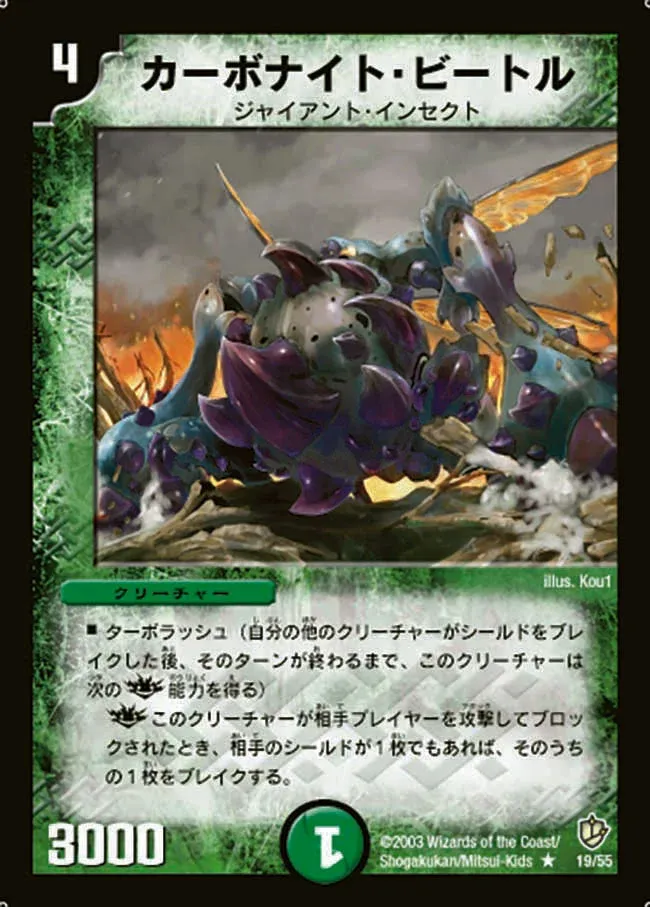 4
カーボナイト・ビートル
ジャイアント・インセクト
illus. Kou1
クリーチャー
■ ターボラッシュ（自分の他のクリーチャーがシールドをブレ
イクした後、そのターンが終わるまで、このクリーチャーは
次の 能力を得る）
このクリーチャーが相手プレイヤーを攻撃してブロッ
クされたとき、相手のシールドが１枚でもあれば、そのうち
の１枚をブレイクする。
3000
1
©2003 Wizards of the Coast/
Shogakukan/Mitsui-Kids ★ 19/55